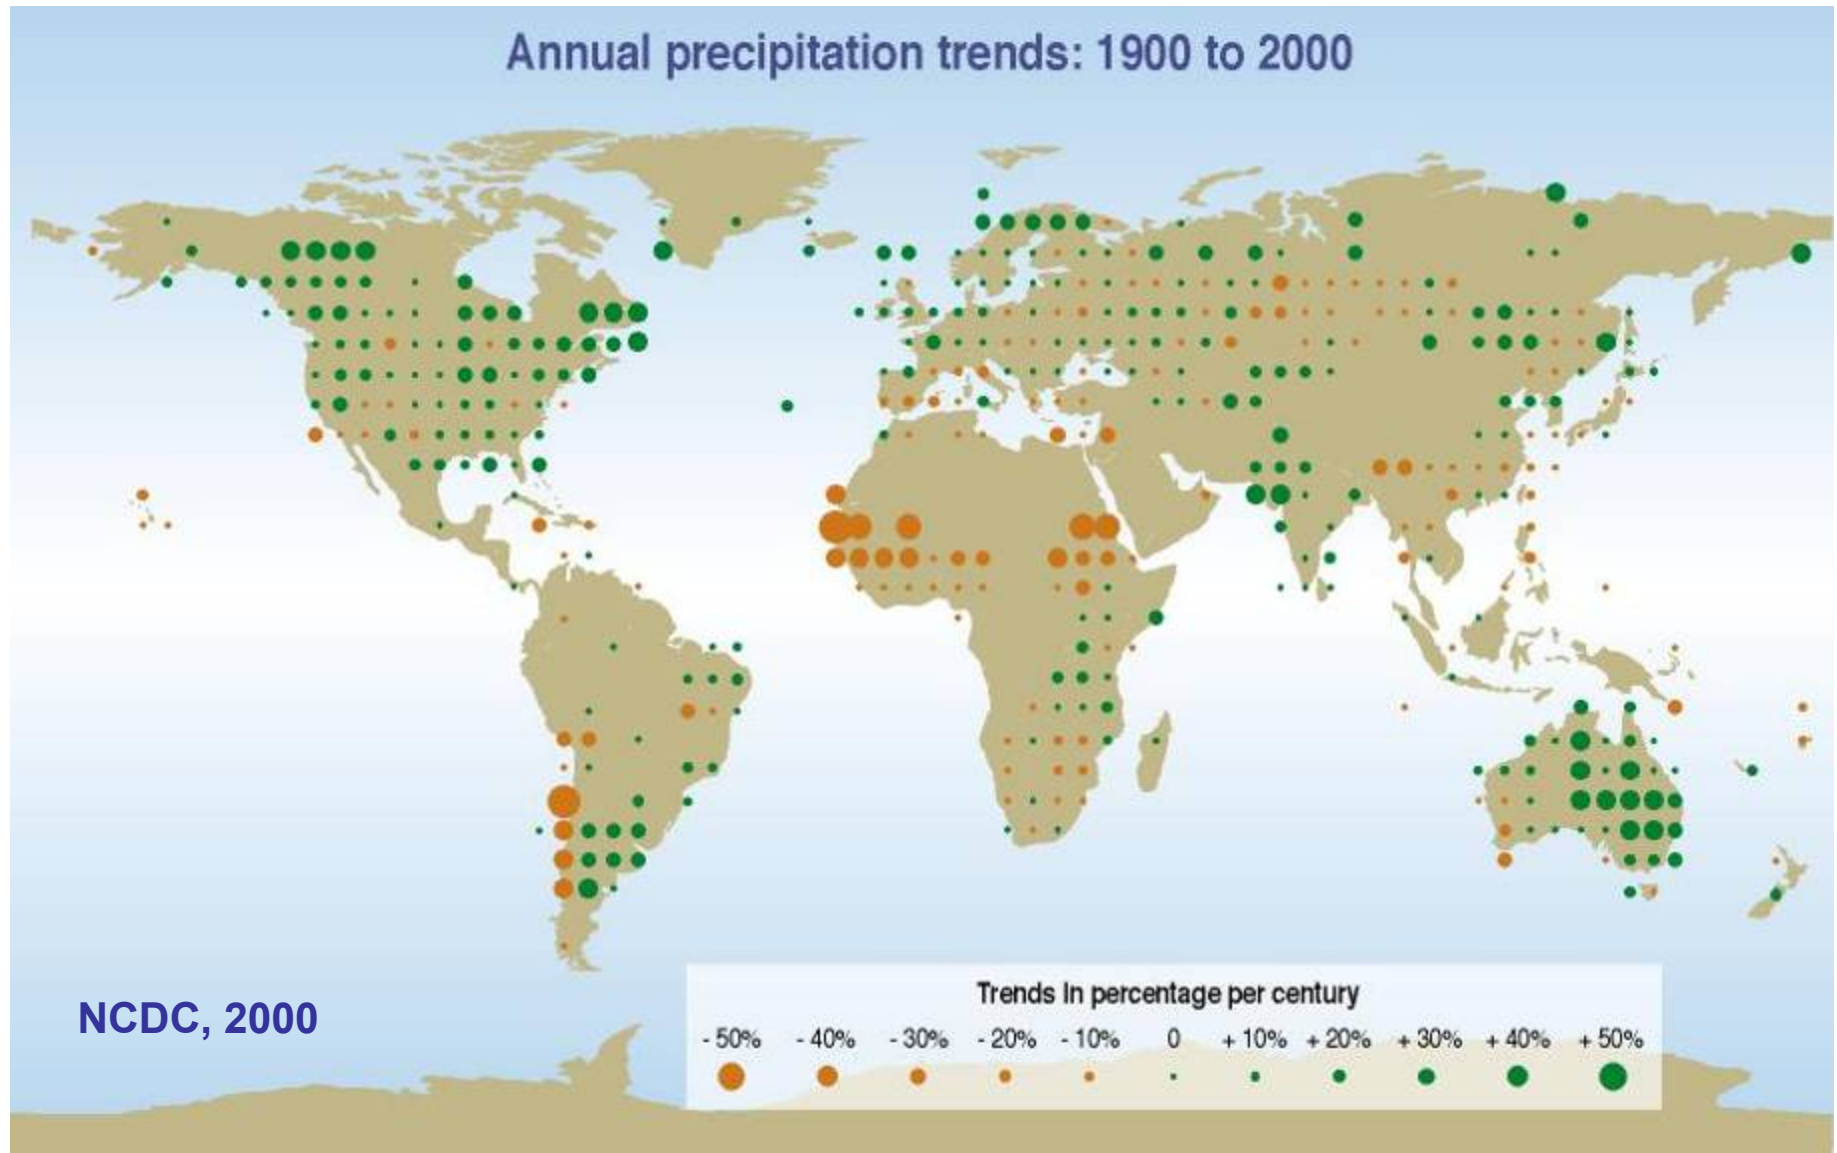 Annual precipitation trends: 1900 to 2000
NCDC, 2000
Trends In percentage per century
- 50% - 40% - 30% - 20% - 10% 0 + 10% + 20% + 30% + 40% + 50%